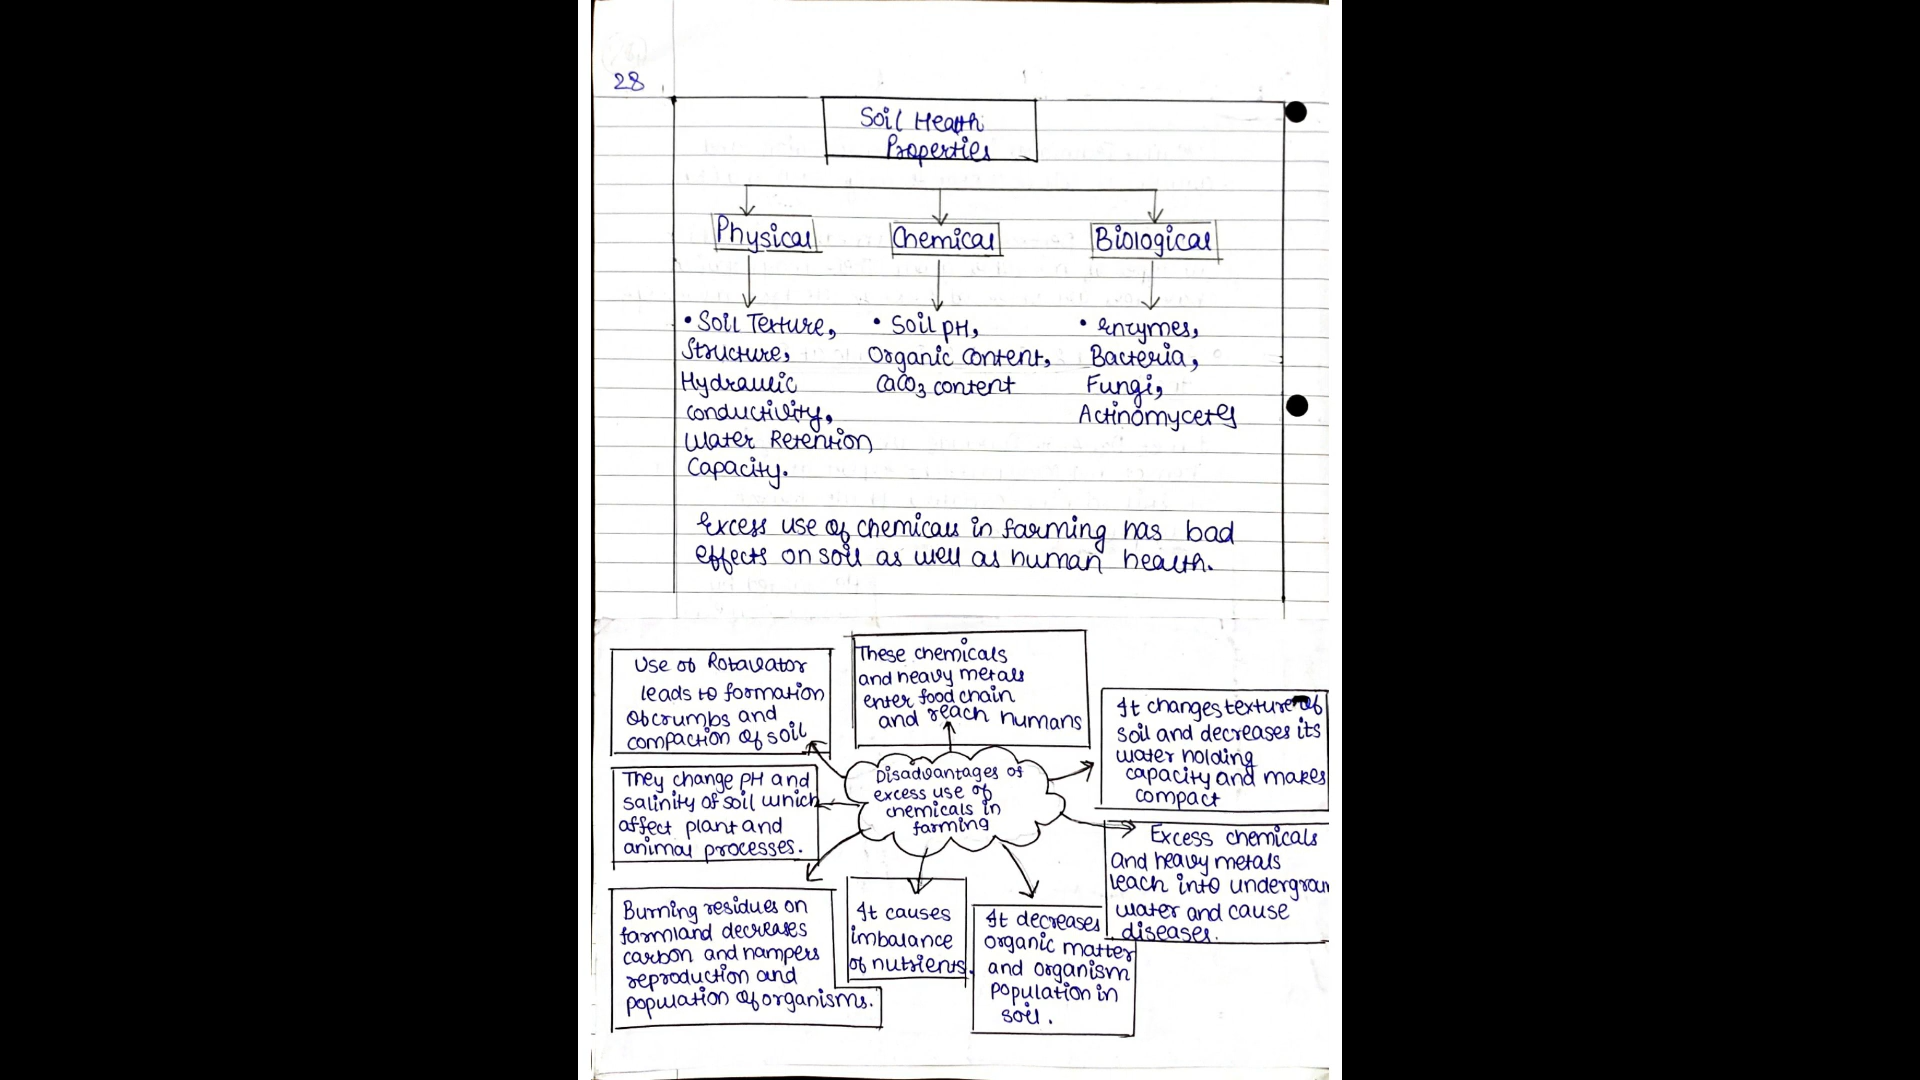 28
Soil Health
Properties
Physical
Chemical
Biological
• Soil Texture,
Structure,
Hydraulic
conductivity,
Water Retention
Capacity.
• Soil pH,
Organic content,
CaCO3 content
• Enzymes,
Bacteria,
Fungi,
Actinomycetes
Excess use of chemicals in farming has bad
effects on soil as well as human health.
Use of Rotavator
leads to formation
of crumbs and
compaction of soil
These chemicals
and heavy metals
enter food chain
and reach humans
It changes texture of
soil and decreases its
water holding
capacity and makes
compact
They change pH and
salinity of soil which
affect plant and
animal processes.
Disadvantages of
excess use of
chemicals in
farming
Excess chemicals
and heavy metals
leach into undergroun
water and cause
diseases.
Burning residues on
farmland decreases
carbon and hampers
reproduction and
population of organisms.
It causes
imbalance
of nutrients.
It decreases
organic matter
and organism
population in
soil.